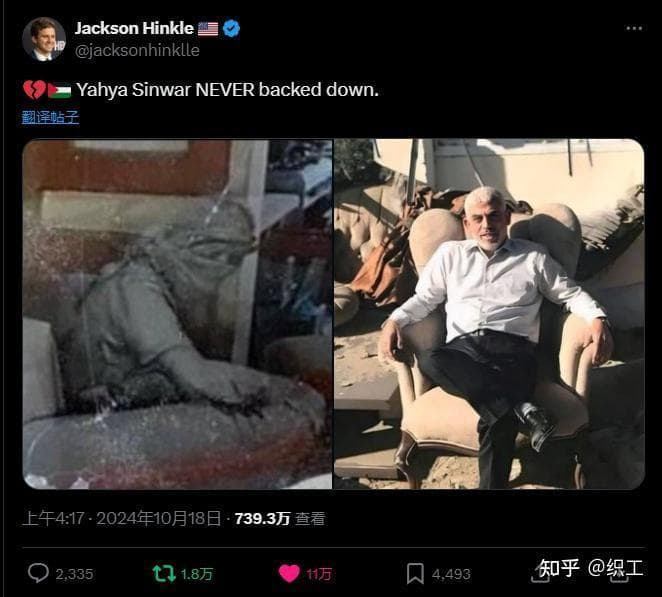 Jackson Hinkle 🇺🇸
@jacksonhinklle
💔🇵🇸 Yahya Sinwar NEVER backed down.
翻译帖子
上午4:17 · 2024年10月18日 · 739.3万 查看
2,335 1.8万 11万 4,493
知乎 @织工